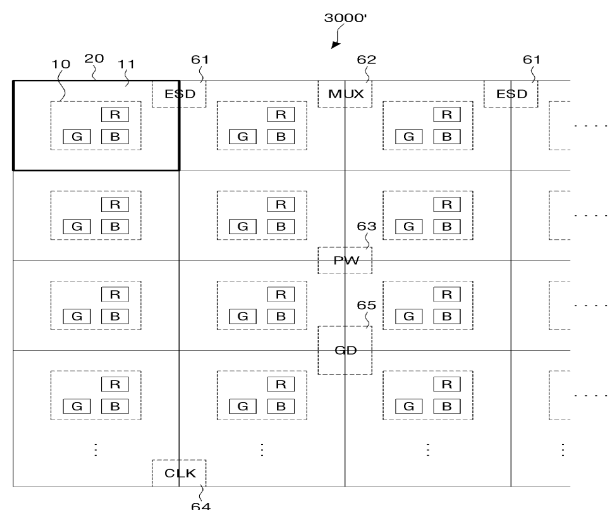 3000'
10 20 11 61 62 61
ESD MUX ESD
R R R
G B G B G B
R R R
G B G B G B
63
PW
R R R
G B G B G B
65
GD
R R R
G B G B G B
CLK
64